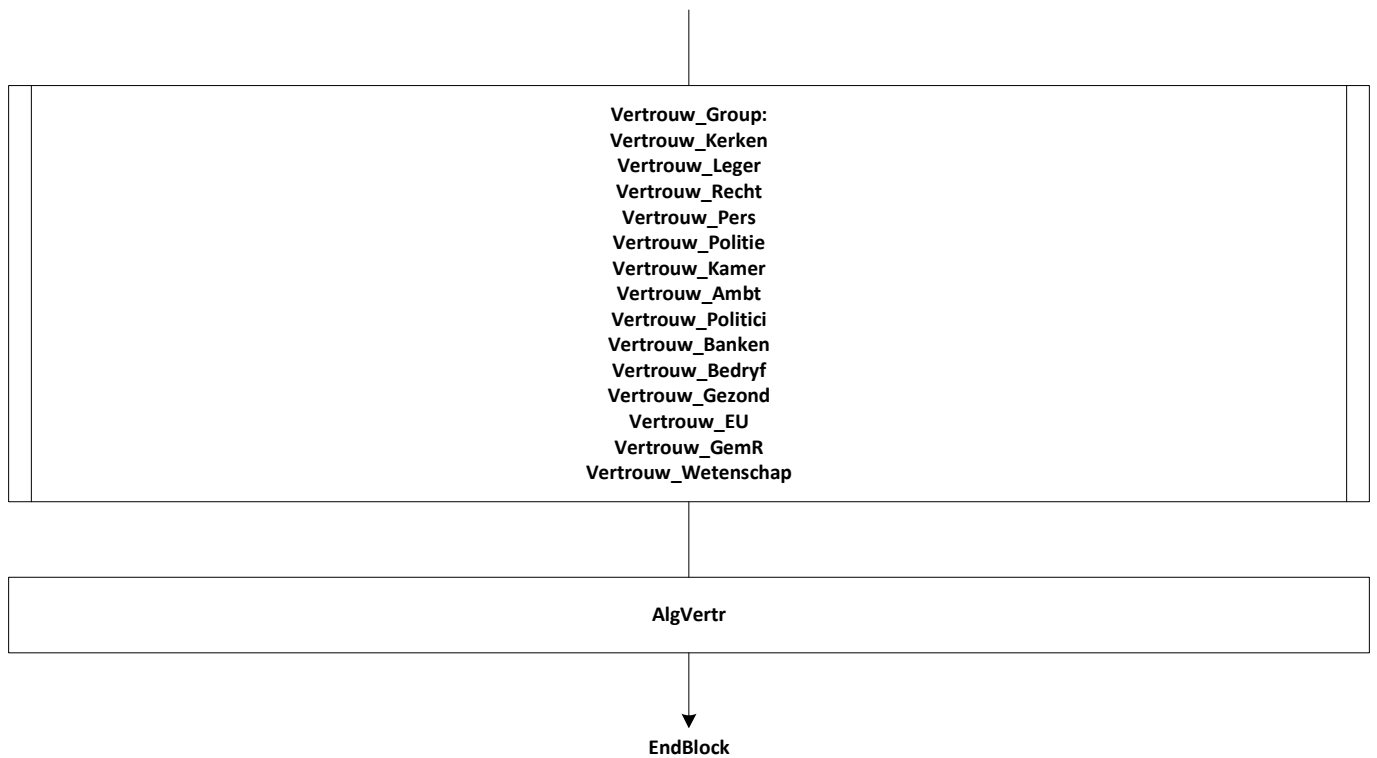 Vertrouw_Group:
Vertrouw_Kerken
Vertrouw_Leger
Vertrouw_Recht
Vertrouw_Pers
Vertrouw_Politie
Vertrouw_Kamer
Vertrouw_Ambt
Vertrouw_Politici
Vertrouw_Banken
Vertrouw_Bedryf
Vertrouw_Gezond
Vertrouw_EU
Vertrouw_GemR
Vertrouw_Wetenschap
AlgVertr
EndBlock